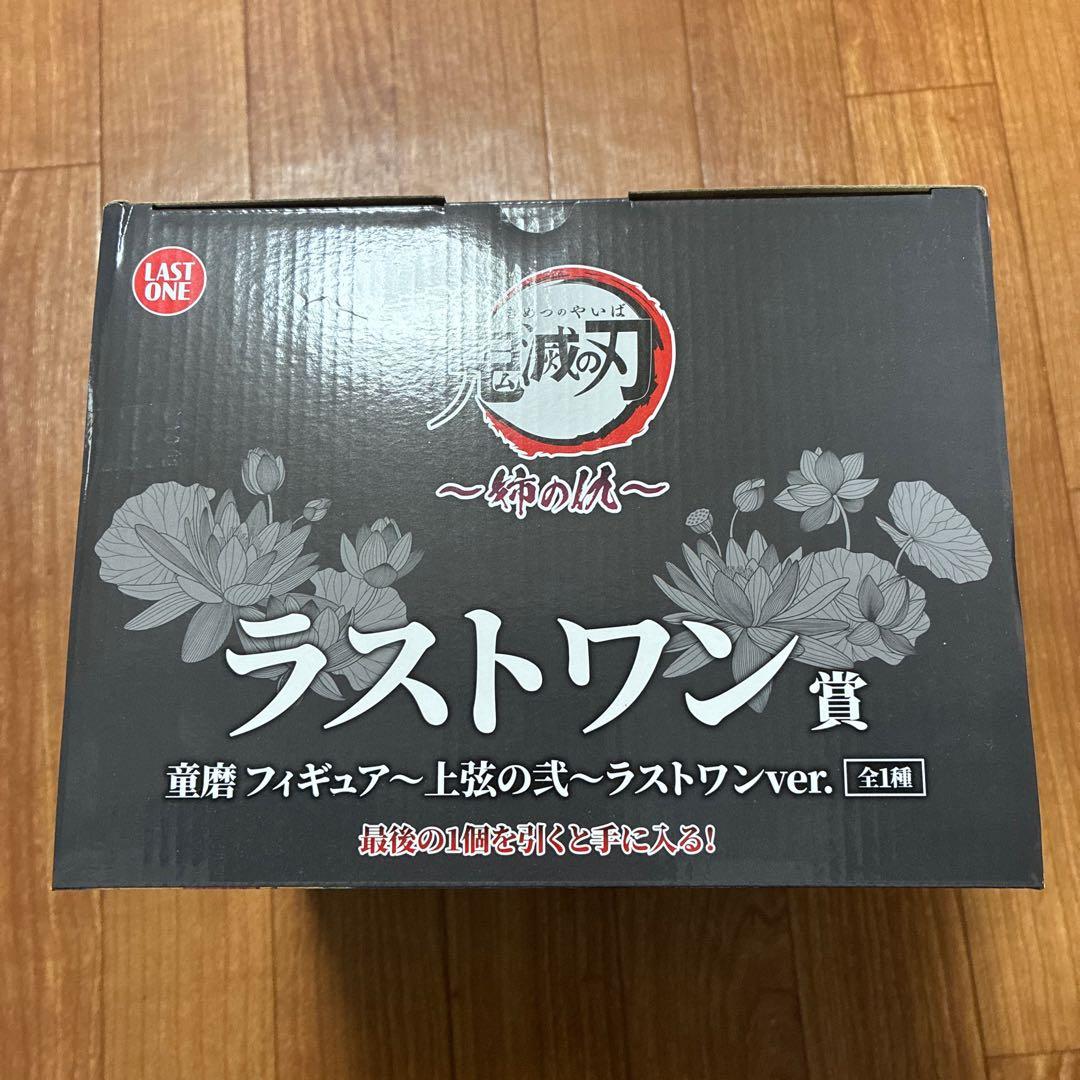 LAST
ONE
きめつのやいば
鬼滅の刃
～姉の仇～
ラストワン賞
童磨 フィギュア～上弦の弐～ラストワンver. 全1種
最後の1個を引くと手に入る!